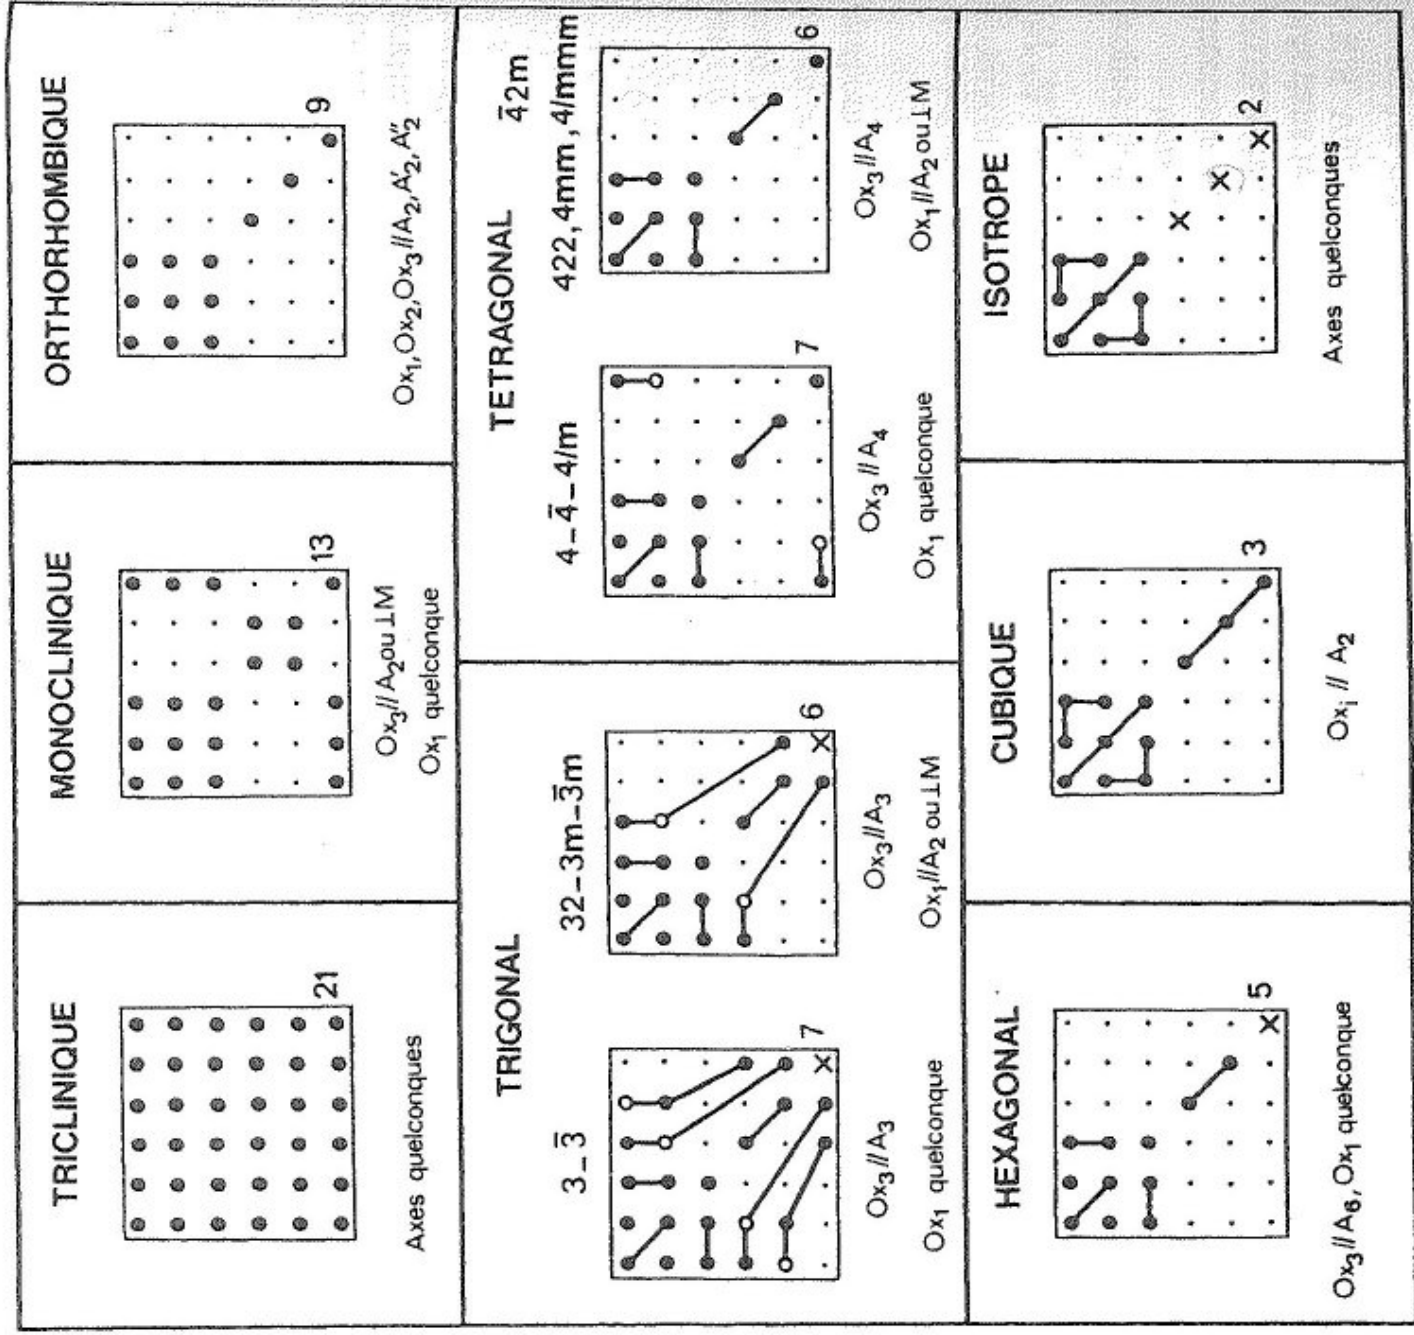 TRICLINIQUE
21
Axes quelconques
MONOCLINIQUE
13
Ox₃//A₂ ou ⊥M
Ox₁ quelconque
ORTHORHOMBIQUE
9
Ox₁, Ox₂, Ox₃//A₂, A'₂, A''₂
TRIGONAL
3_3̄
7
Ox₃//A₃
Ox₁ quelconque
32–3m–3̄m
6
Ox₃//A₃
Ox₁//A₂ ou ⊥M
TETRAGONAL
4_4̄_4/m
7
Ox₃//A₄
Ox₁ quelconque
4̄2m
422, 4mm, 4/mmm
6
Ox₃//A₄
Ox₁//A₂ ou ⊥M
HEXAGONAL
5
Ox₃//A₆, Ox₁ quelconque
CUBIQUE
3
Oxᵢ // A₂
ISOTROPE
2
Axes quelconques